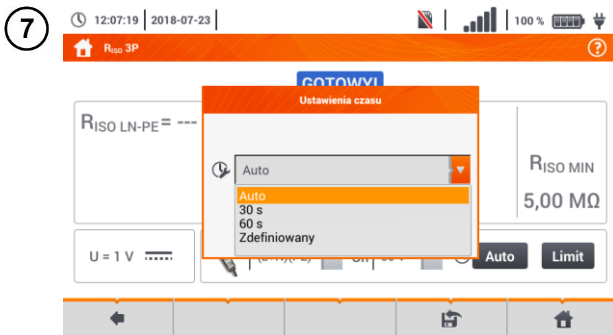 7
12:07:19 2018-07-23 100 %
RISO 3P
GOTOWY!
Ustawienia czasu
RISO LN-PE= ---
Auto
Auto
30 s
60 s
Zdefiniowany
RISO MIN
5,00 MΩ
U = 1 V
Auto Limit